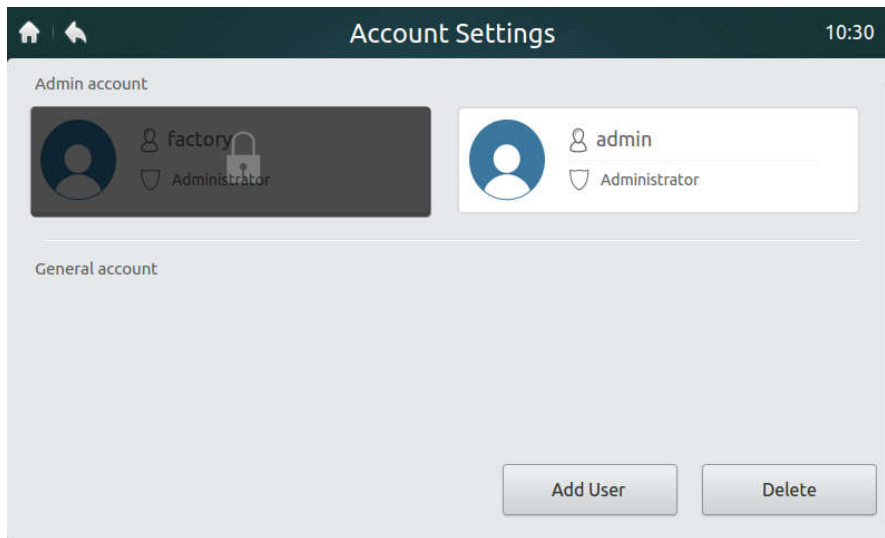 Account Settings 10:30
Admin account
factory
Administrator
admin
Administrator
General account
Add User Delete